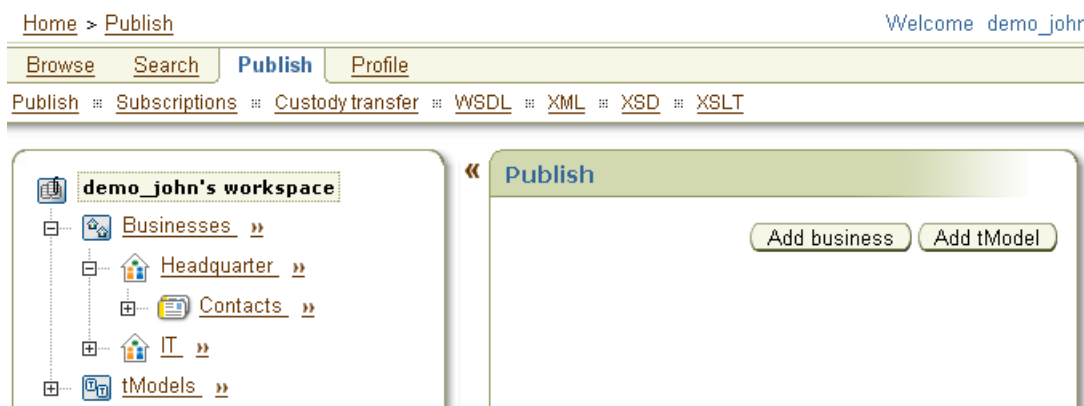 Home > Publish
Welcome demo_john
Browse Search Publish Profile
Publish Subscriptions Custody transfer WSDL XML XSD XSLT
demo_john's workspace
Businesses »
Headquarter »
Contacts »
IT »
tModels »
«
Publish
Add business Add tModel